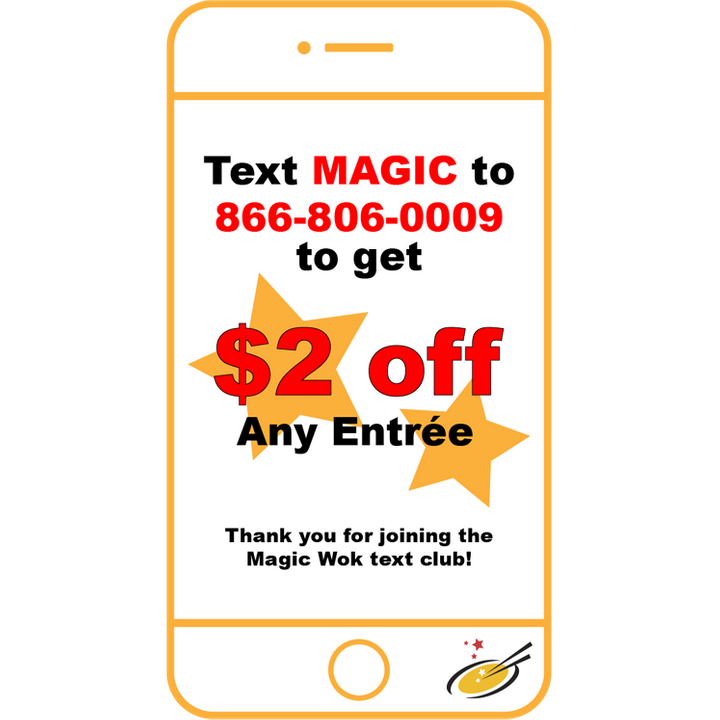 Text MAGIC to
866-806-0009
to get
$2 off
Any Entrée
Thank you for joining the
Magic Wok text club!